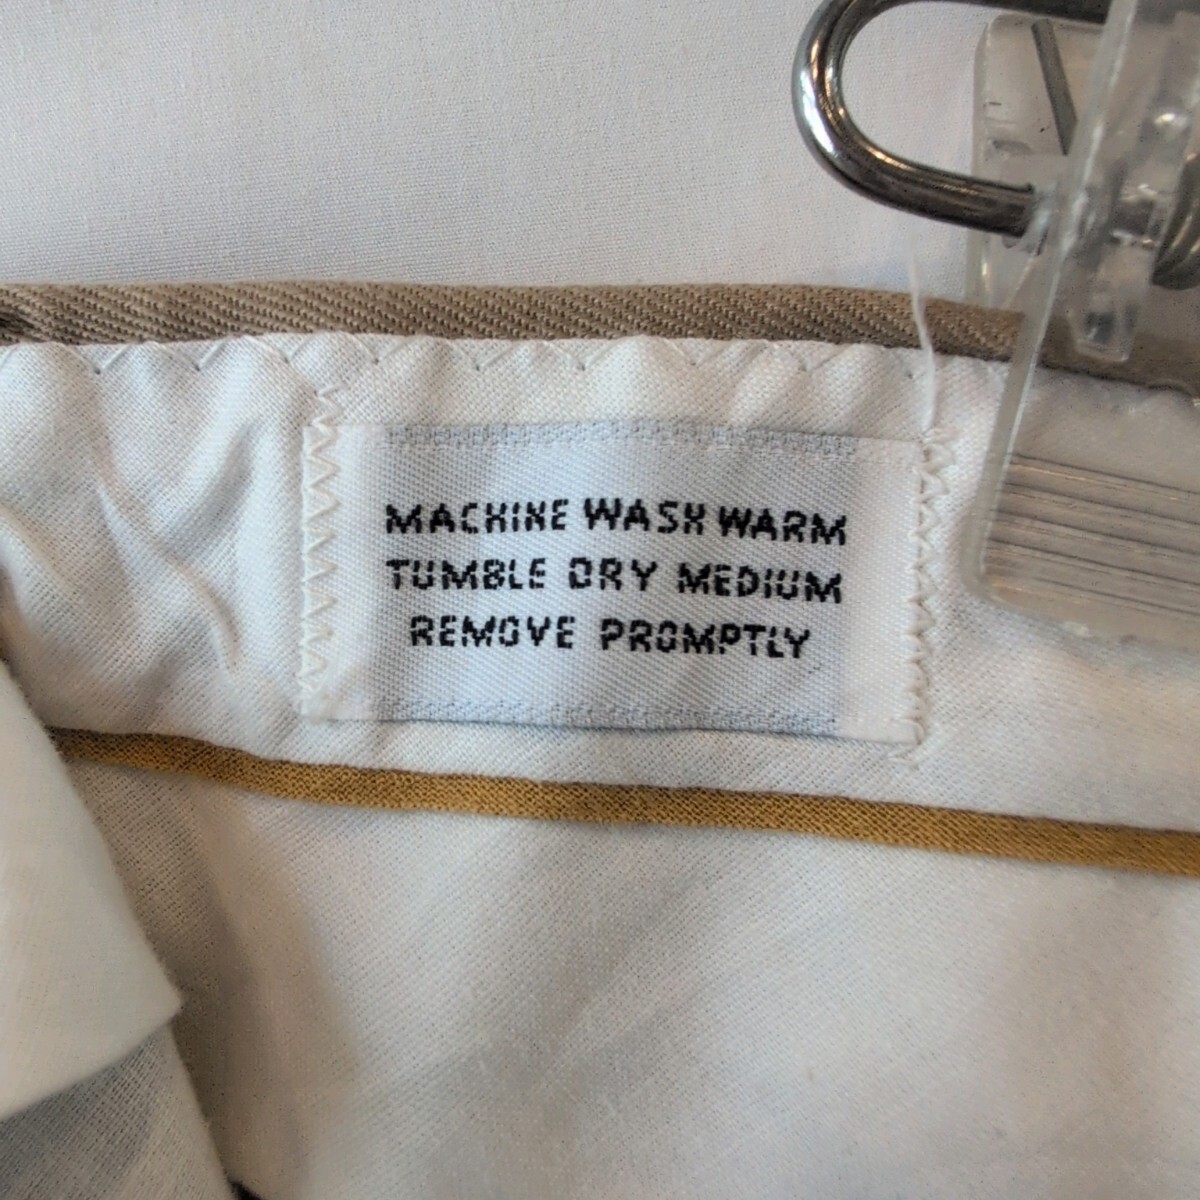 MACHINE WASH WARM
TUMBLE DRY MEDIUM
REMOVE PROMPTLY